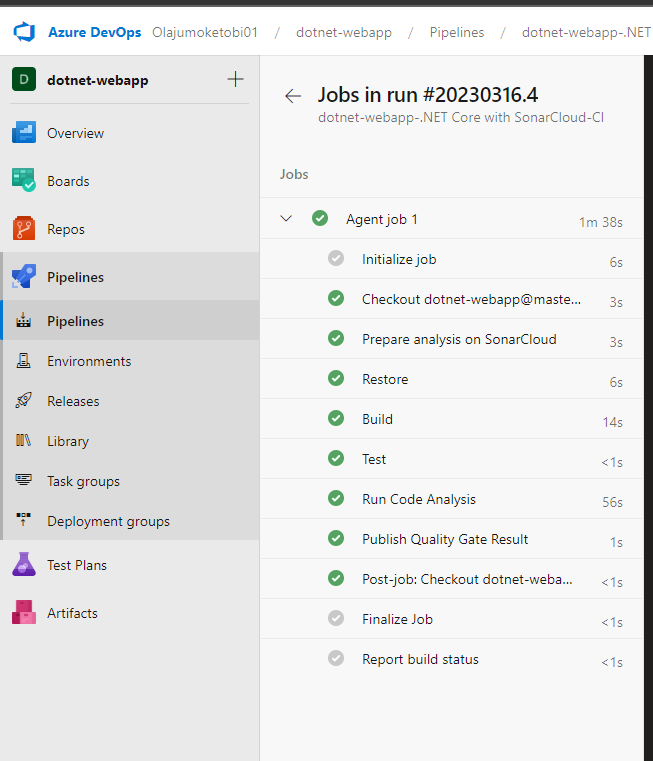 Azure DevOps Olajumoketobi01 / dotnet-webapp / Pipelines / dotnet-webapp-.NET
D dotnet-webapp
Overview
Boards
Repos
Pipelines
Pipelines
Environments
Releases
Library
Task groups
Deployment groups
Test Plans
Artifacts
Jobs in run #20230316.4
dotnet-webapp-.NET Core with SonarCloud-CI
Jobs
Agent job 1 1m 38s
Initialize job 6s
Checkout dotnet-webapp@maste... 3s
Prepare analysis on SonarCloud 3s
Restore 6s
Build 14s
Test <1s
Run Code Analysis 56s
Publish Quality Gate Result 1s
Post-job: Checkout dotnet-weba... <1s
Finalize Job <1s
Report build status <1s